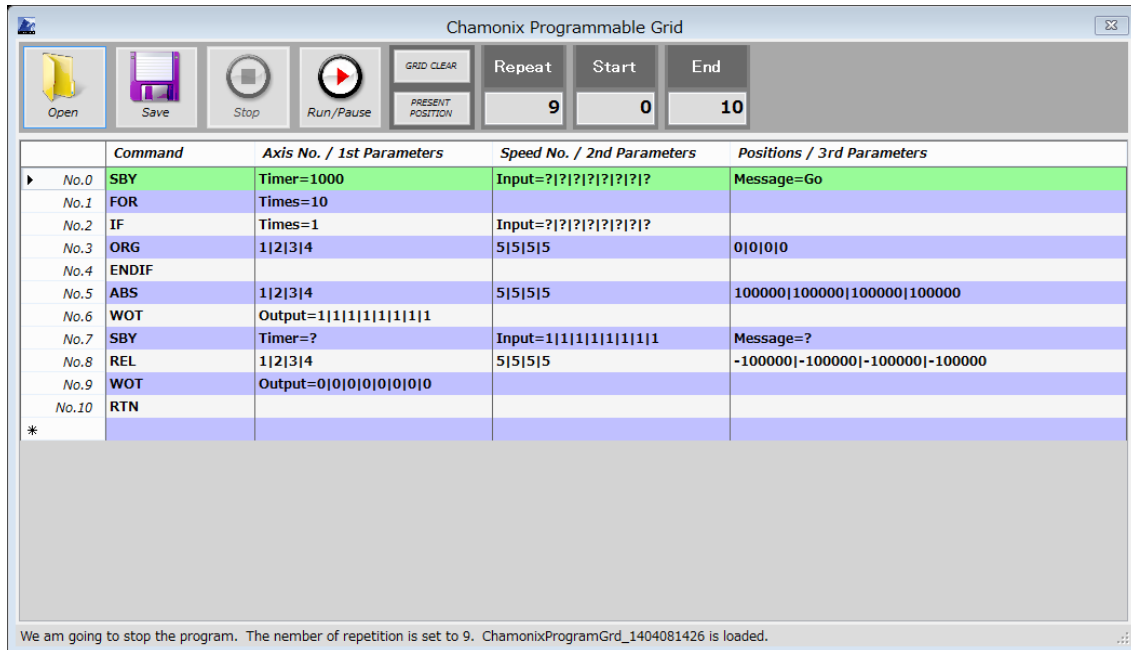 Chamonix Programmable Grid
Open
Save
Stop
Run/Pause
GRID CLEAR
PRESENT POSITION
Repeat Start End
9 0 10
Command Axis No. / 1st Parameters Speed No. / 2nd Parameters Positions / 3rd Parameters
No.0 SBY Timer=1000 Input=?|?|?|?|?|?|?|? Message=Go
No.1 FOR Times=10
No.2 IF Times=1 Input=?|?|?|?|?|?|?|?
No.3 ORG 1|2|3|4 5|5|5|5 0|0|0|0
No.4 ENDIF
No.5 ABS 1|2|3|4 5|5|5|5 100000|100000|100000|100000
No.6 WOT Output=1|1|1|1|1|1|1|1
No.7 SBY Timer=? Input=1|1|1|1|1|1|1|1 Message=?
No.8 REL 1|2|3|4 5|5|5|5 -100000|-100000|-100000|-100000
No.9 WOT Output=0|0|0|0|0|0|0|0
No.10 RTN
*
We am going to stop the program. The nember of repetition is set to 9. ChamonixProgramGrd_1404081426 is loaded.